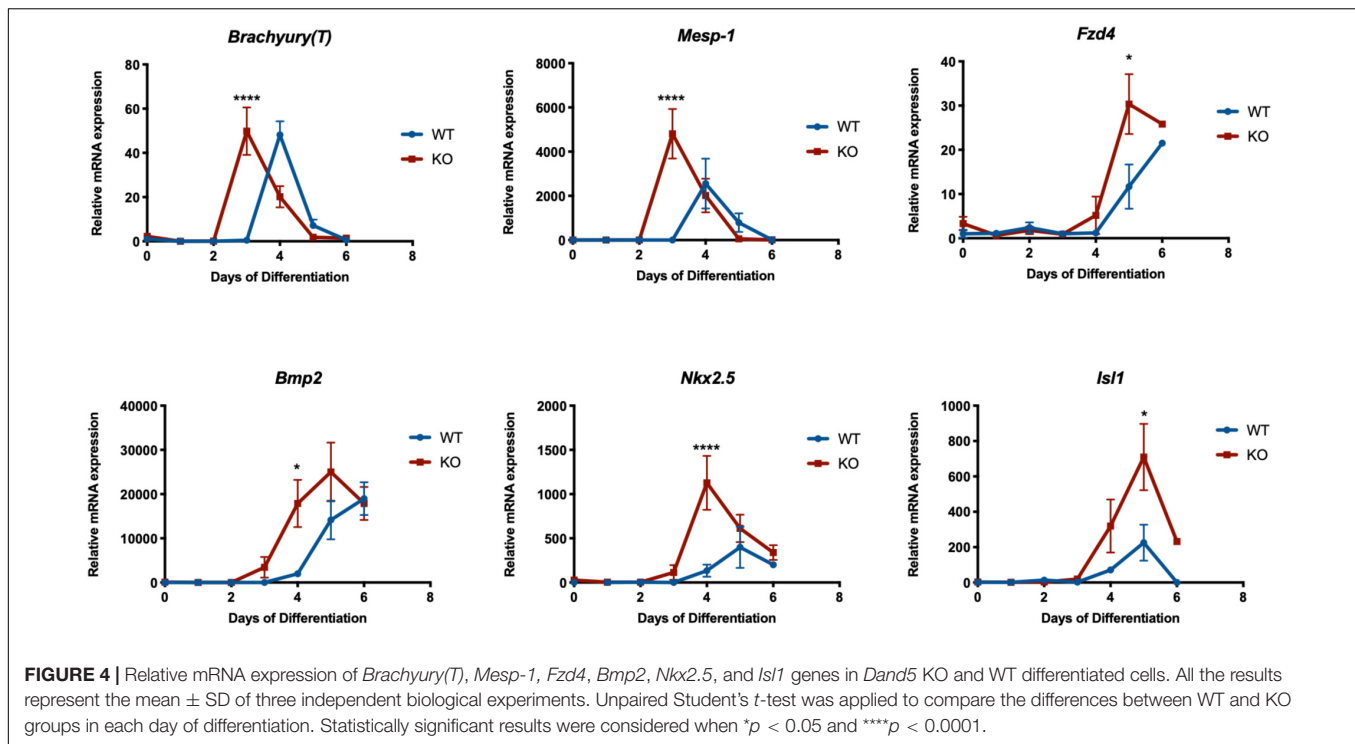 Brachyury(T)
Relative mRNA expression
80
60
40
20
0
0 2 4 6 8
Days of Differentiation
****
WT
KO
Mesp-1
Relative mRNA expression
8000
6000
4000
2000
0
0 2 4 6 8
Days of Differentiation
****
WT
KO
Fzd4
Relative mRNA expression
40
30
20
10
0
0 2 4 6 8
Days of Differentiation
*
WT
KO
Bmp2
Relative mRNA expression
40000
30000
20000
10000
0
0 2 4 6 8
Days of Differentiation
*
WT
KO
Nkx2.5
Relative mRNA expression
2000
1500
1000
500
0
0 2 4 6 8
Days of Differentiation
****
WT
KO
Isl1
Relative mRNA expression
1000
800
600
400
200
0
0 2 4 6 8
Days of Differentiation
*
WT
KO
FIGURE 4 | Relative mRNA expression of Brachyury(T), Mesp-1, Fzd4, Bmp2, Nkx2.5, and Isl1 genes in Dand5 KO and WT differentiated cells. All the results
represent the mean ± SD of three independent biological experiments. Unpaired Student's t-test was applied to compare the differences between WT and KO
groups in each day of differentiation. Statistically significant results were considered when *p < 0.05 and ****p < 0.0001.